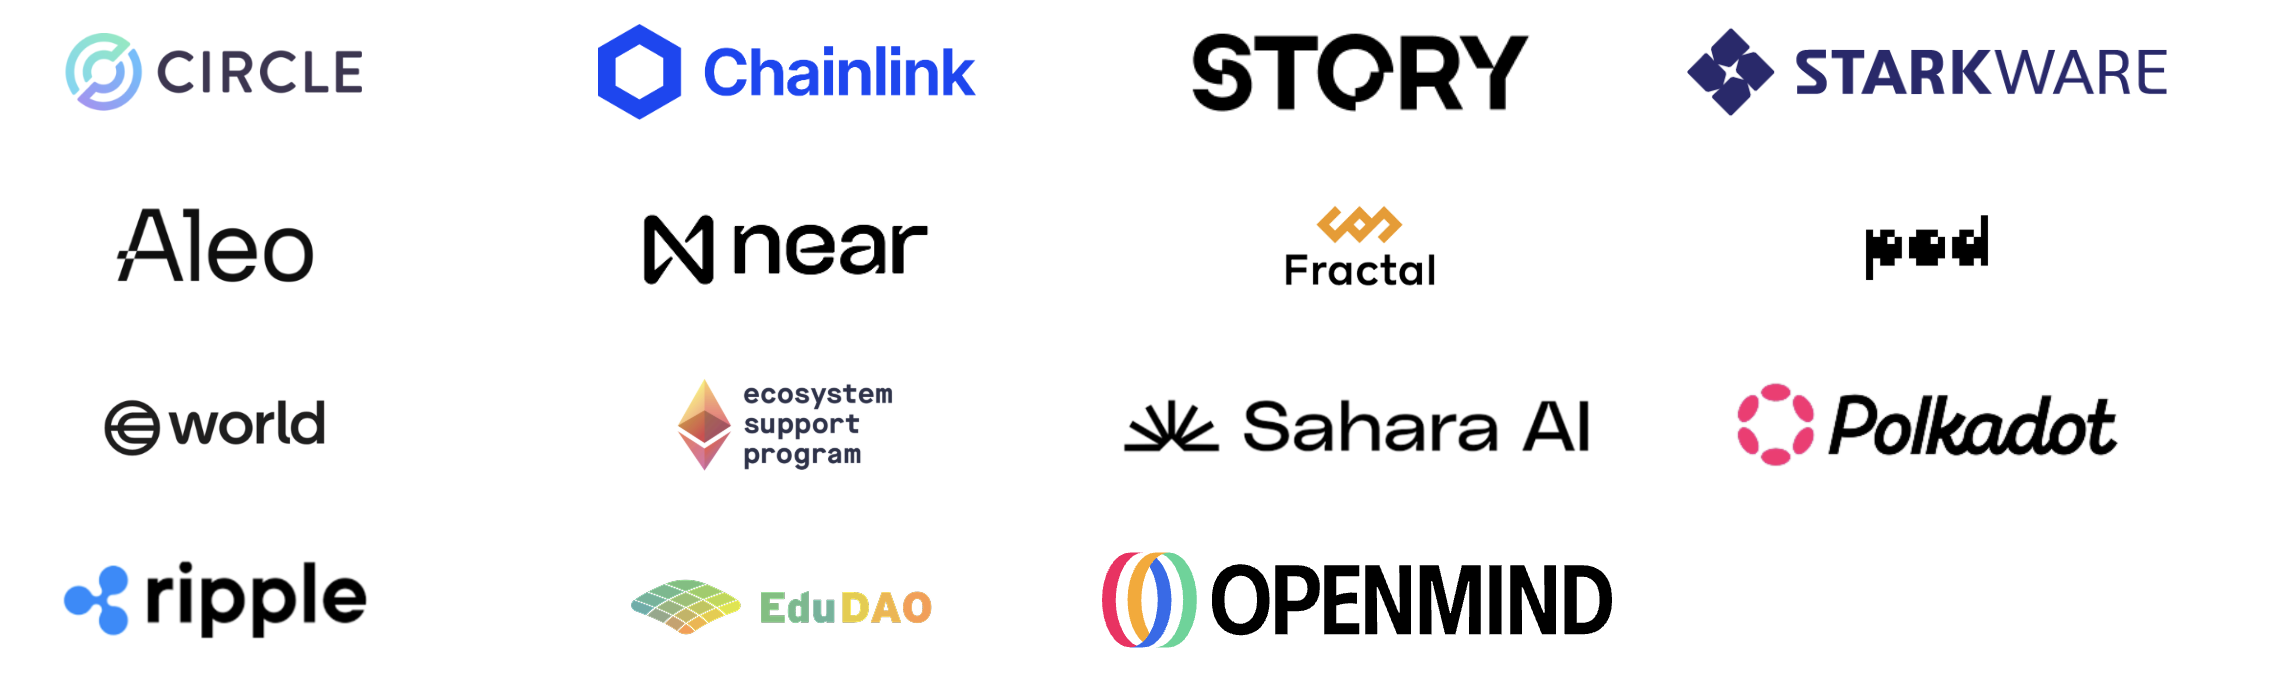 CIRCLE
Chainlink
STORY
STARKWARE
Aleo
near
Fractal
pod
world
ecosystem
support
program
Sahara AI
Polkadot
ripple
EduDAO
OPENMIND